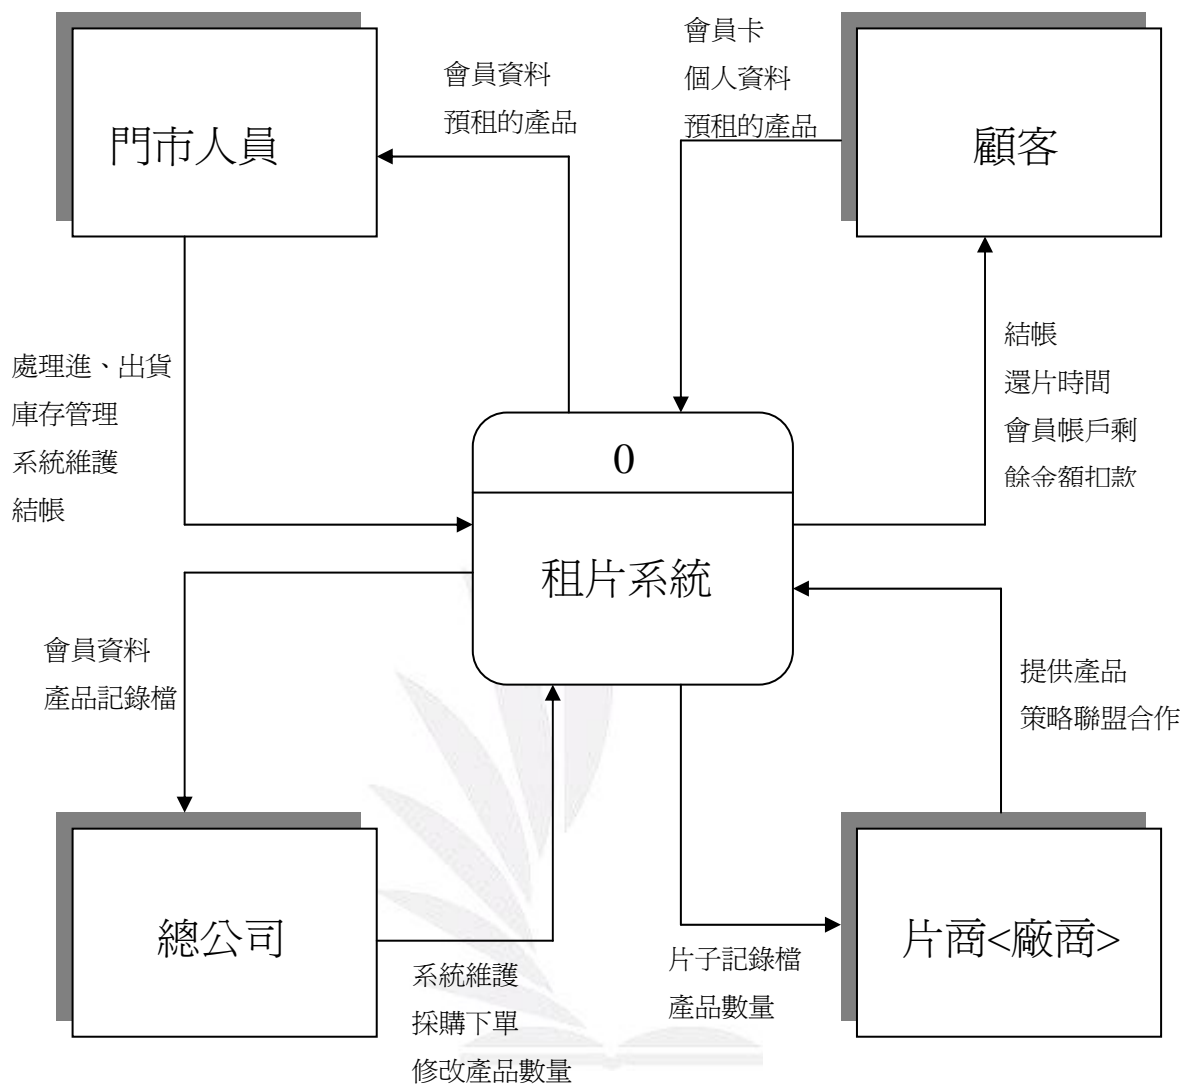 會員資料
預租的產品
會員卡
個人資料
預租的產品
門市人員
顧客
處理進、出貨
庫存管理
系統維護
結帳
結帳
還片時間
會員帳戶剩
餘金額扣款
0
租片系統
會員資料
產品記錄檔
提供產品
策略聯盟合作
總公司
片商<廠商>
系統維護
採購下單
修改產品數量
片子記錄檔
產品數量